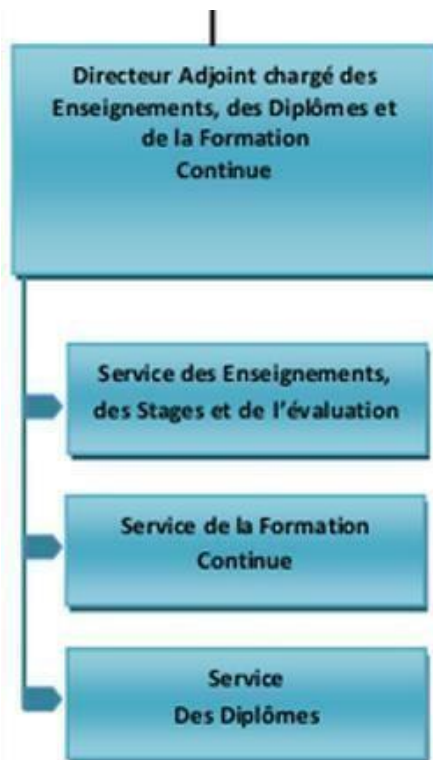 Directeur Adjoint chargé des
Enseignements, des Diplômes et
de la Formation
Continue
Service des Enseignements,
des Stages et de l'évaluation
Service de la Formation
Continue
Service
Des Diplômes